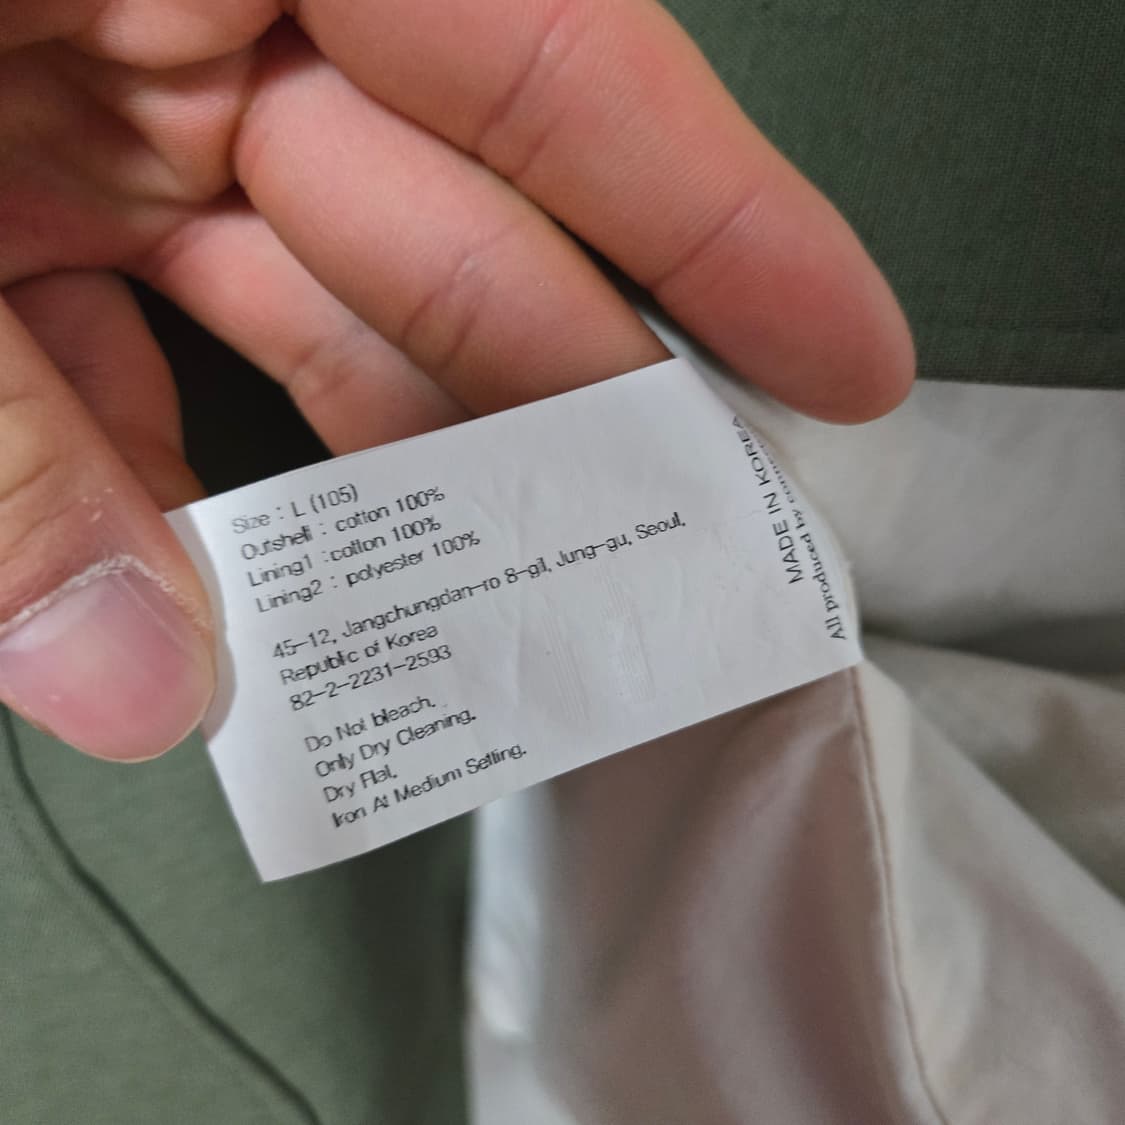 Size : L (105)
Outshell : cotton 100%
Lining1 : cotton 100%
Lining2 : polyester 100%
45-12, Jangchungdan-ro 8-gil, Jung-gu, Seoul,
Republic of Korea
82-2-2231-2593
Do Not bleach.
Only Dry Cleaning.
Dry Flat.
Iron At Medium Setting.
MADE IN KOREA
All produced by